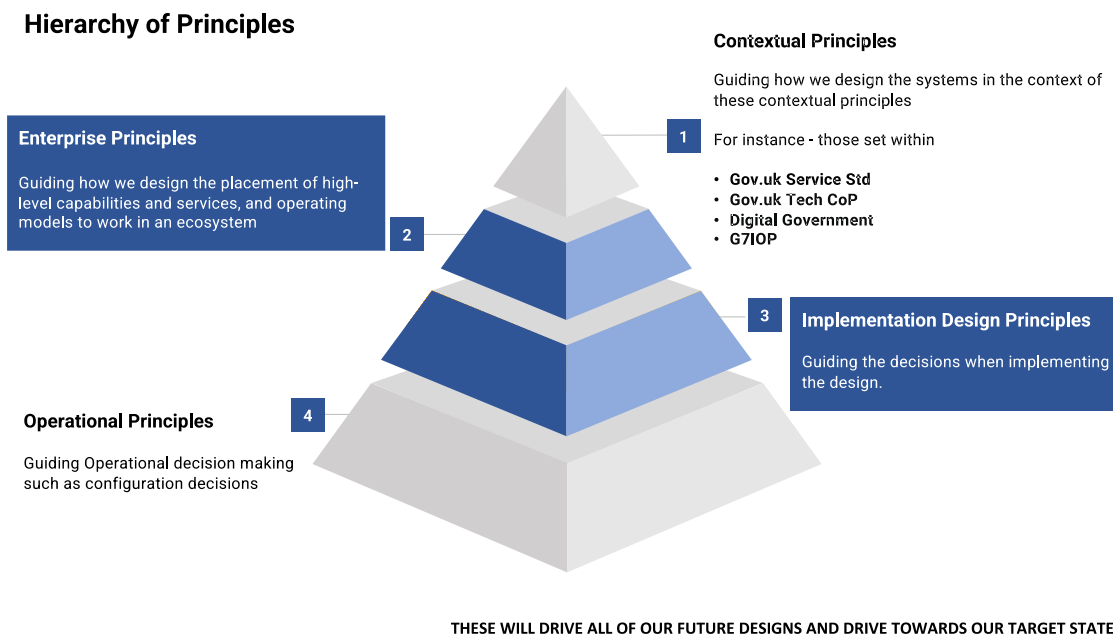 Hierarchy of Principles
Contextual Principles
Guiding how we design the systems in the context of
these contextual principles
For instance - those set within
• Gov.uk Service Std
• Gov.uk Tech CoP
• Digital Government
• G7IOP
1
Enterprise Principles
Guiding how we design the placement of high-
level capabilities and services, and operating
models to work in an ecosystem
2
3
Implementation Design Principles
Guiding the decisions when implementing
the design.
4
Operational Principles
Guiding Operational decision making
such as configuration decisions
THESE WILL DRIVE ALL OF OUR FUTURE DESIGNS AND DRIVE TOWARDS OUR TARGET STATE